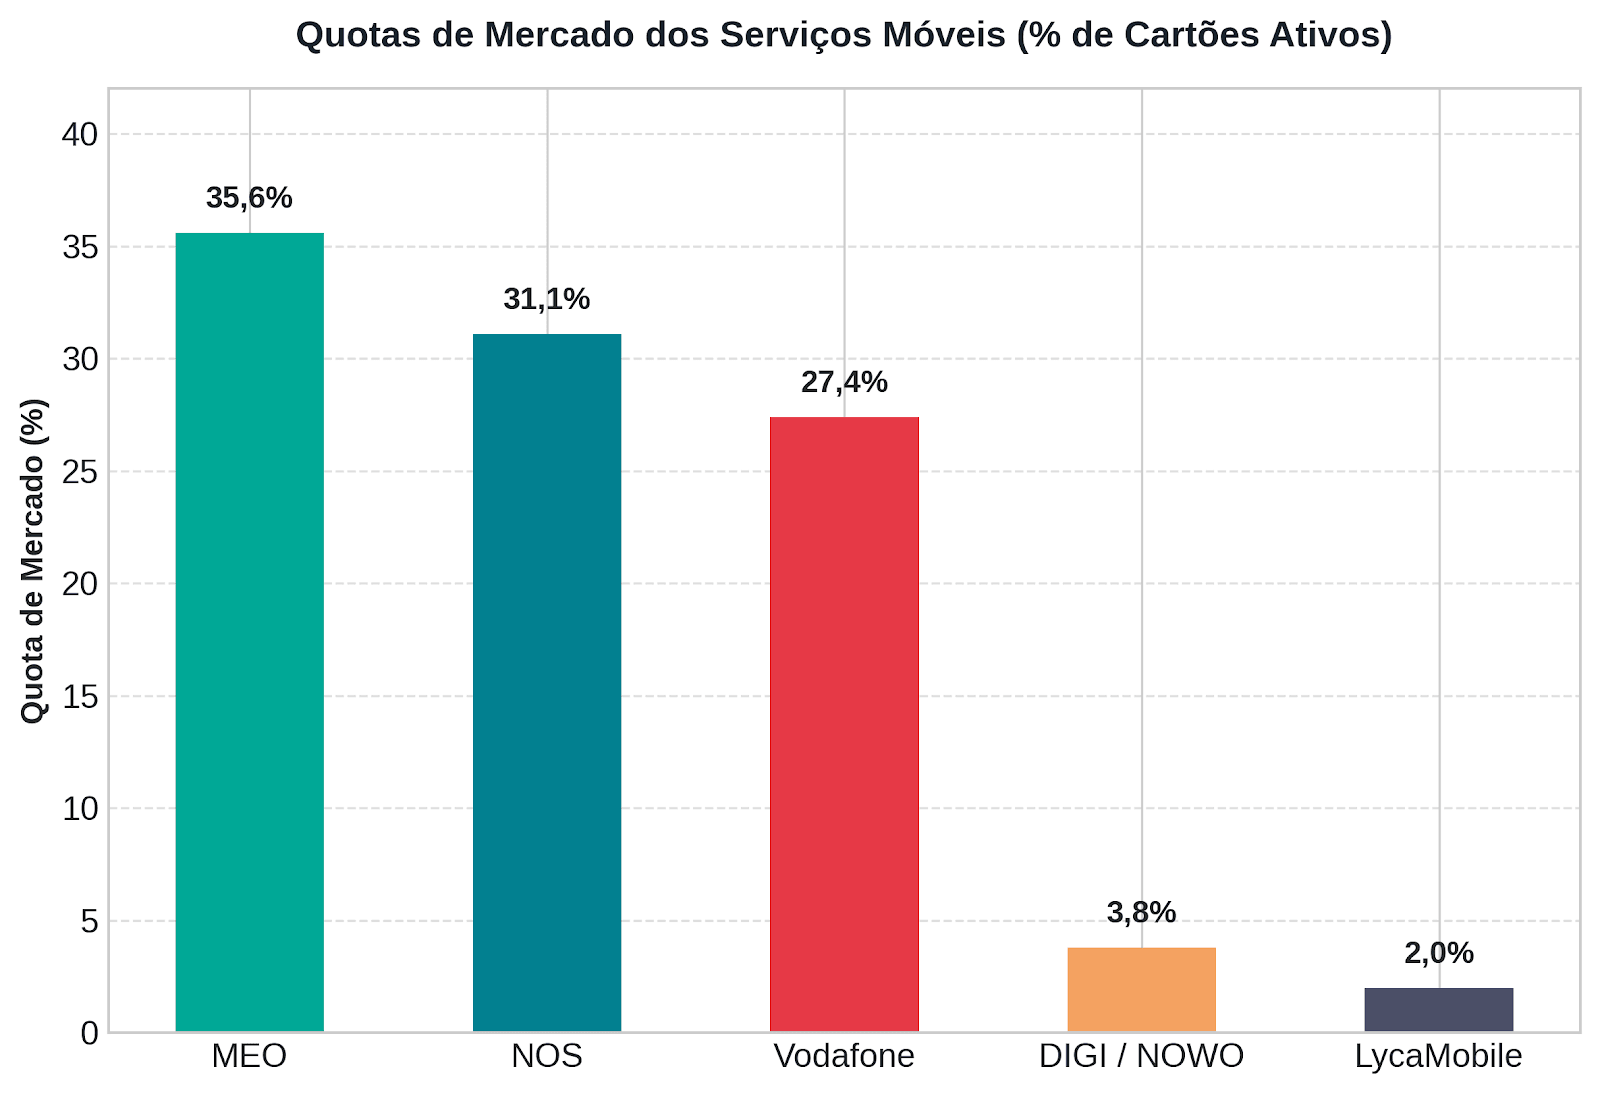 Quotas de Mercado dos Serviços Móveis (% de Cartões Ativos)
Quota de Mercado (%)
40
35
30
25
20
15
10
5
0
35,6%
31,1%
27,4%
3,8%
2,0%
MEO
NOS
Vodafone
DIGI / NOWO
LycaMobile